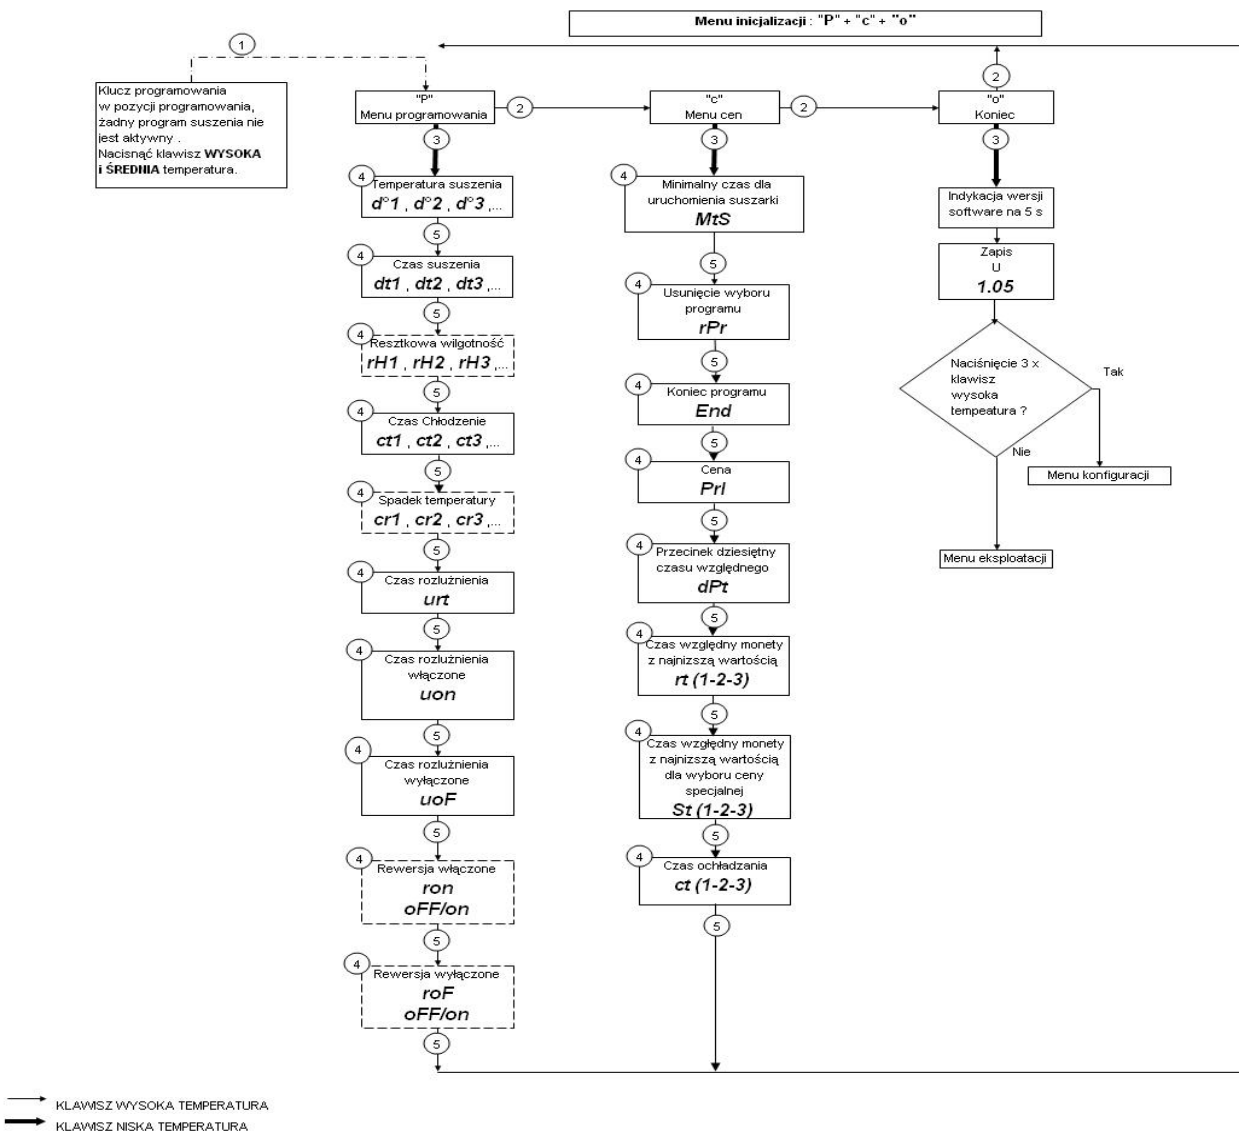 Menu inicjalizacji : "P" + "c" + "o"
1
Klucz programowania
w pozycji programowania,
żadny program suszenia nie
jest aktywny .
Nacisnąć klawisz WYSOKA
i ŚREDNIA temperatura.
"P"
Menu programowania
2
"c"
Menu cen
2
"o"
Koniec
2
3
4
Temperatura suszenia
d°1 , d°2 , d°3 ,...
5
4
Czas suszenia
dt1 , dt2 , dt3 ,...
5
4
Resztkowa wilgotność
rH1 , rH2 , rH3 ,...
5
4
Czas Chłodzenie
ct1 , ct2 , ct3 ,...
5
4
Spadek temperatury
cr1 , cr2 , cr3 ,...
5
4
Czas rozlużnienia
urt
5
4
Czas rozlużnienia
włączone
uon
5
4
Czas rozlużnienia
wyłączone
uoF
5
4
Rewersja włączone
ron
oFF/on
5
4
Rewersja wyłączone
roF
oFF/on
5
3
4
Minimalny czas dla
uruchomienia suszarki
MtS
5
4
Usunięcie wyboru
programu
rPr
5
4
Koniec programu
End
5
4
Cena
PrI
5
4
Przecinek dziesiętny
czasu względnego
dPt
5
4
Czas względny monety
z najnizszą wartością
rt (1-2-3)
5
4
Czas względny monety
z najnizszą wartością
dla wyboru ceny
specjalnej
St (1-2-3)
5
4
Czas ochładzania
ct (1-2-3)
5
3
Indykacja wersji
software na 5 s
Zapis
U
1.05
Naciśnięcie 3 x
klawisz
wysoka
tempeatura ?
Tak
Nie
Menu konfiguracji
Menu eksploatacji
KLAWISZ WYSOKA TEMPERATURA
KLAWISZ NISKA TEMPERATURA